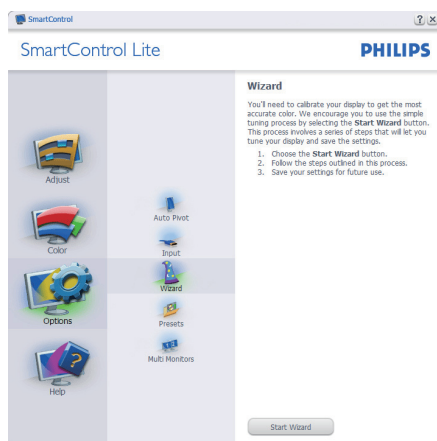 SmartControl
SmartControl Lite
PHILIPS
Adjust
Color
Options
Help
Auto Pivot
Input
Wizard
Presets
Multi Monitors
Wizard
You'll need to calibrate your display to get the most
accurate color. We encourage you to use the simple
tuning process by selecting the Start Wizard button.
This process involves a series of steps that will let you
tune your display and save the settings.
1. Choose the Start Wizard button.
2. Follow the steps outlined in this process.
3. Save your settings for future use.
Start Wizard